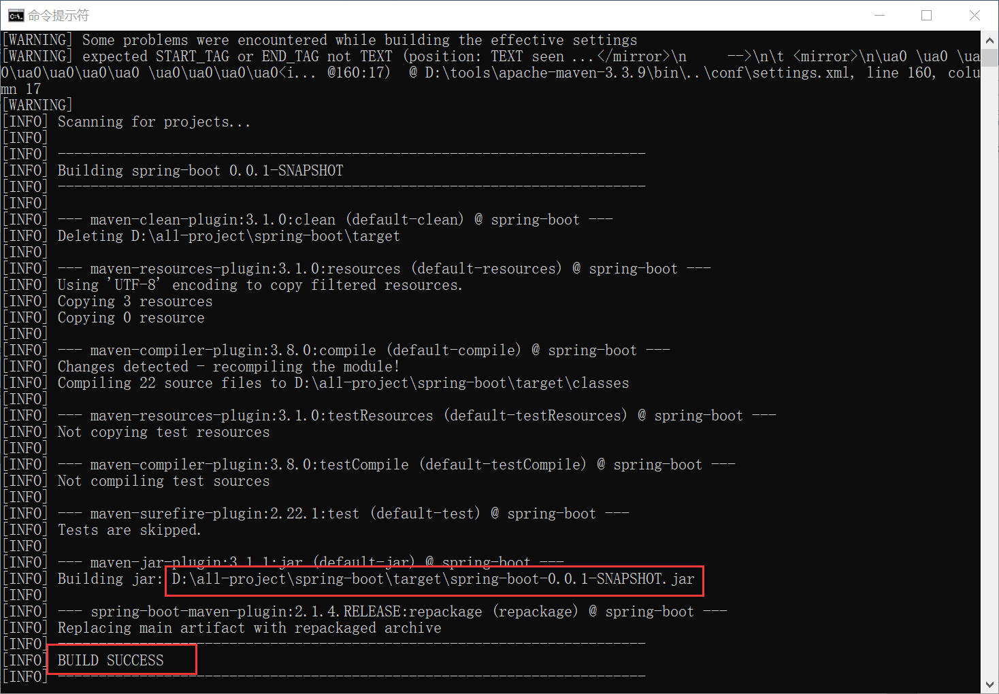 命令提示符
[WARNING] Some problems were encountered while building the effective settings
[WARNING] expected START_TAG or END_TAG not TEXT (position: TEXT seen ...</mirror>\n     -->\n\t <mirror>\n\ua0 \ua0 \ua
0\ua0\ua0\ua0\ua0 \ua0\ua0\ua0\ua0<i... @160:17)  @ D:\tools\apache-maven-3.3.9\bin\..\conf\settings.xml, line 160, colu
mn 17
[WARNING]
[INFO] Scanning for projects...
[INFO]
[INFO] ------------------------------------------------------------------------
[INFO] Building spring-boot 0.0.1-SNAPSHOT
[INFO] ------------------------------------------------------------------------
[INFO]
[INFO] --- maven-clean-plugin:3.1.0:clean (default-clean) @ spring-boot ---
[INFO] Deleting D:\all-project\spring-boot\target
[INFO]
[INFO] --- maven-resources-plugin:3.1.0:resources (default-resources) @ spring-boot ---
[INFO] Using 'UTF-8' encoding to copy filtered resources.
[INFO] Copying 3 resources
[INFO] Copying 0 resource
[INFO]
[INFO] --- maven-compiler-plugin:3.8.0:compile (default-compile) @ spring-boot ---
[INFO] Changes detected - recompiling the module!
[INFO] Compiling 22 source files to D:\all-project\spring-boot\target\classes
[INFO]
[INFO] --- maven-resources-plugin:3.1.0:testResources (default-testResources) @ spring-boot ---
[INFO] Not copying test resources
[INFO]
[INFO] --- maven-compiler-plugin:3.8.0:testCompile (default-testCompile) @ spring-boot ---
[INFO] Not compiling test sources
[INFO]
[INFO] --- maven-surefire-plugin:2.22.1:test (default-test) @ spring-boot ---
[INFO] Tests are skipped.
[INFO]
[INFO] --- maven-jar-plugin:3.1.1:jar (default-jar) @ spring-boot ---
[INFO] Building jar: D:\all-project\spring-boot\target\spring-boot-0.0.1-SNAPSHOT.jar
[INFO]
[INFO] --- spring-boot-maven-plugin:2.1.4.RELEASE:repackage (repackage) @ spring-boot ---
[INFO] Replacing main artifact with repackaged archive
[INFO] ------------------------------------------------------------------------
[INFO] BUILD SUCCESS
[INFO] ------------------------------------------------------------------------